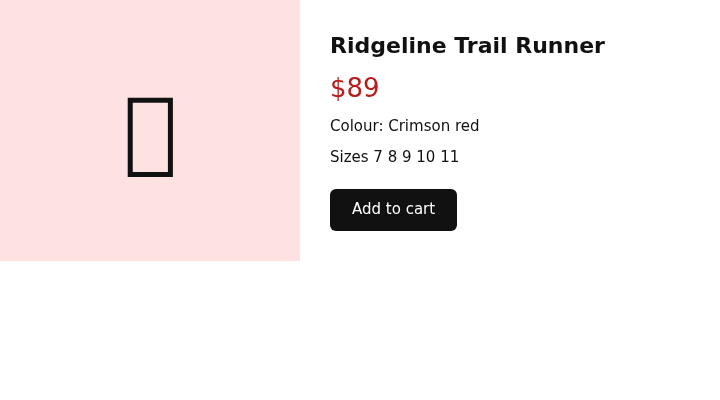 Ridgeline Trail Runner
$89
Colour: Crimson red
Sizes 7 8 9 10 11
Add to cart